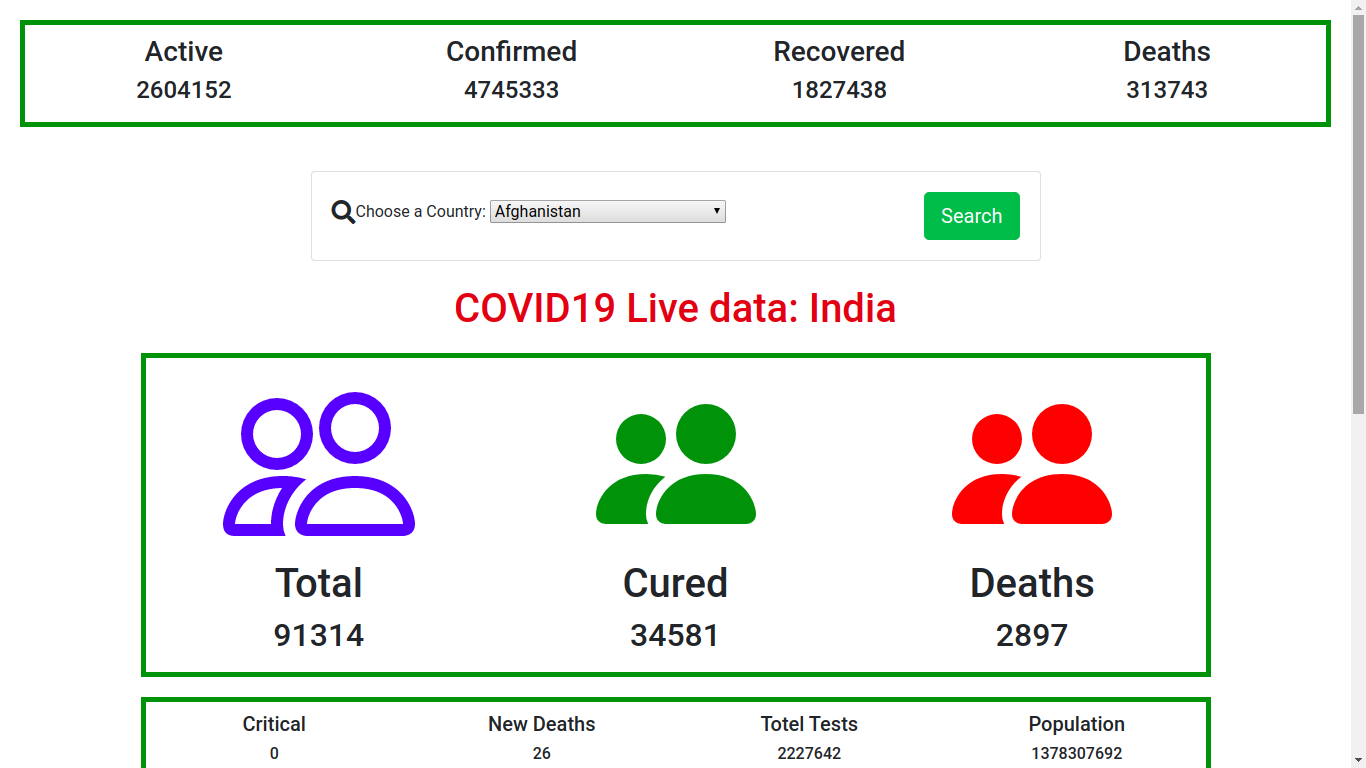 Active Confirmed Recovered Deaths
2604152 4745333 1827438 313743
Choose a Country: Afghanistan Search
COVID19 Live data: India
Total Cured Deaths
91314 34581 2897
Critical New Deaths Totel Tests Population
0 26 2227642 1378307692